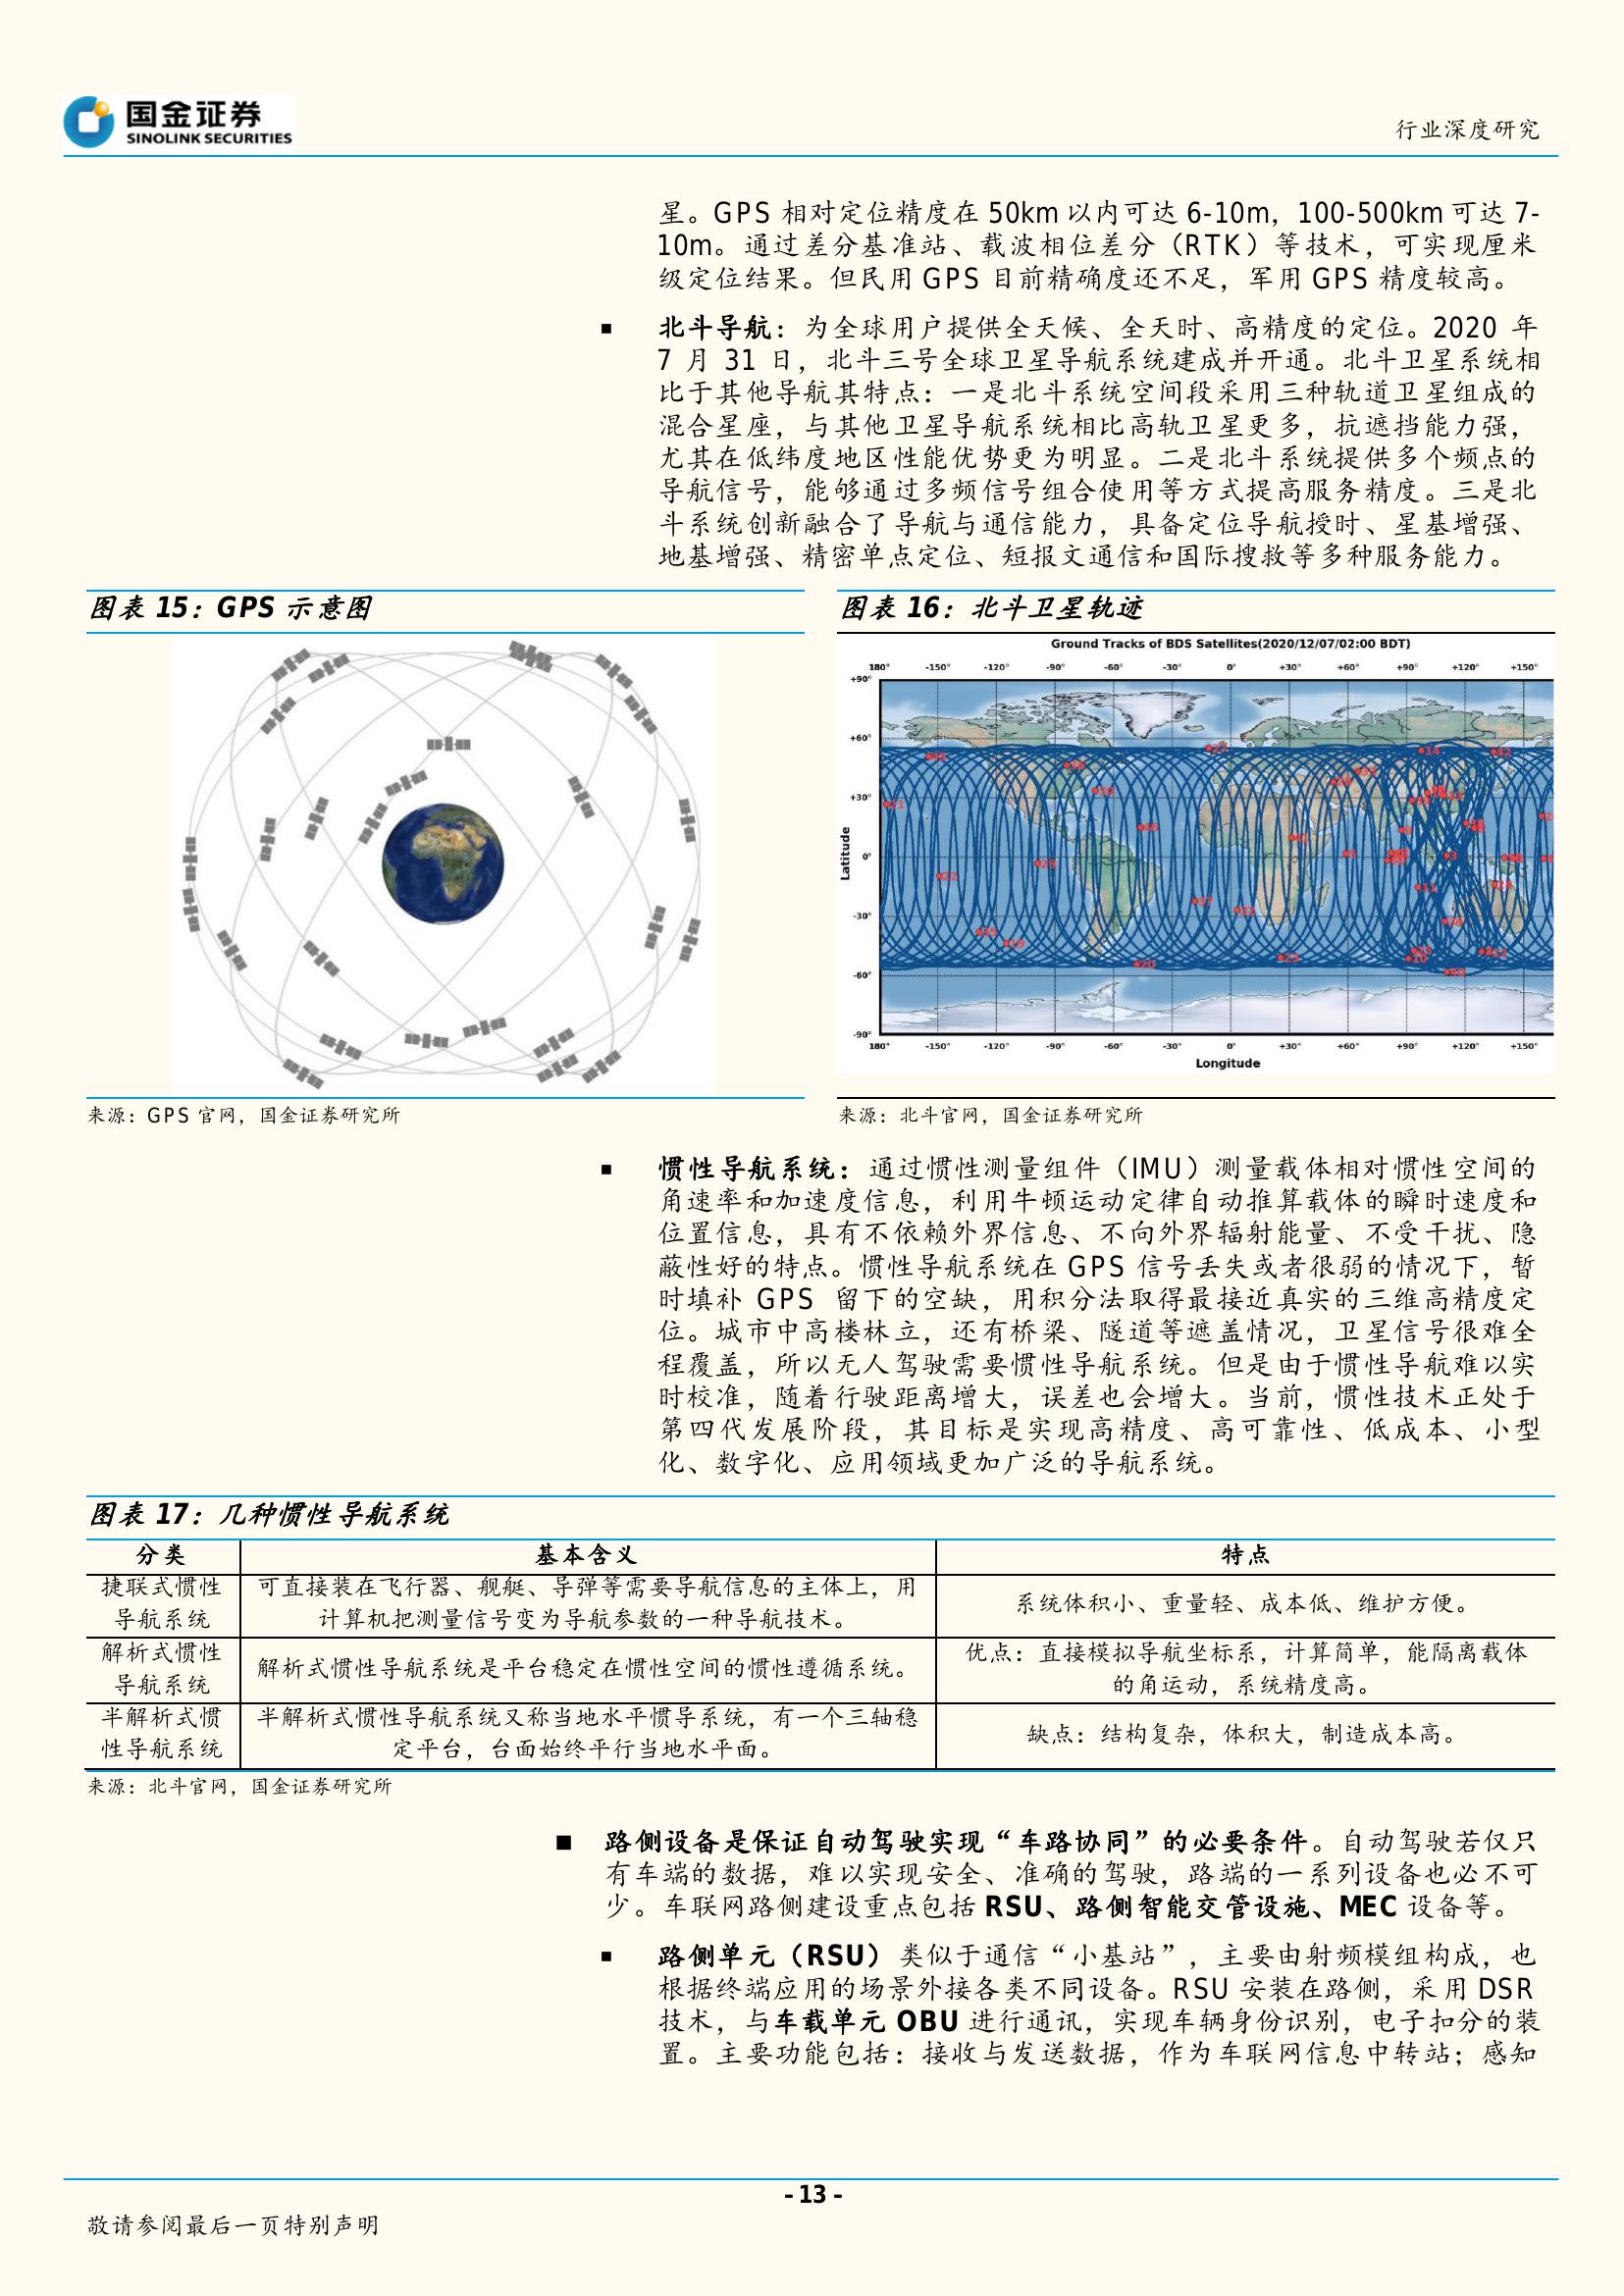 国金证券
SINOLINK SECURITIES
行业深度研究
星。GPS 相对定位精度在 50km 以内可达 6-10m，100-500km 可达 7-
10m。通过差分基准站、载波相位差分（RTK）等技术，可实现厘米
级定位结果。但民用 GPS 目前精确度还不足，军用 GPS 精度较高。
■ 北斗导航：为全球用户提供全天候、全天时、高精度的定位。2020 年
7 月 31 日，北斗三号全球卫星导航系统建成并开通。北斗卫星系统相
比于其他导航其特点：一是北斗系统空间段采用三种轨道卫星组成的
混合星座，与其他卫星导航系统相比高轨卫星更多，抗遮挡能力强，
尤其在低纬度地区性能优势更为明显。二是北斗系统提供多个频点的
导航信号，能够通过多频信号组合使用等方式提高服务精度。三是北
斗系统创新融合了导航与通信能力，具备定位导航授时、星基增强、
地基增强、精密单点定位、短报文通信和国际搜救等多种服务能力。
图表 15：GPS 示意图
来源：GPS 官网，国金证券研究所
图表 16：北斗卫星轨迹
Ground Tracks of BDS Satellites(2020/12/07/02:00 BDT)
180° -150° -120° -90° -60° -30° 0° +30° +60° +90° +120° +150°
+90°
+60°
+30°
0°
-30°
-60°
-90°
Latitude
180° -150° -120° -90° -60° -30° 0° +30° +60° +90° +120° +150°
Longitude
来源：北斗官网，国金证券研究所
■ 惯性导航系统：通过惯性测量组件（IMU）测量载体相对惯性空间的
角速率和加速度信息，利用牛顿运动定律自动推算载体的瞬时速度和
位置信息，具有不依赖外界信息、不向外界辐射能量、不受干扰、隐
蔽性好的特点。惯性导航系统在 GPS 信号丢失或者很弱的情况下，暂
时填补 GPS 留下的空缺，用积分法取得最接近真实的三维高精度定
位。城市中高楼林立，还有桥梁、隧道等遮盖情况，卫星信号很难全
程覆盖，所以无人驾驶需要惯性导航系统。但是由于惯性导航难以实
时校准，随着行驶距离增大，误差也会增大。当前，惯性技术正处于
第四代发展阶段，其目标是实现高精度、高可靠性、低成本、小型
化、数字化、应用领域更加广泛的导航系统。
图表 17：几种惯性导航系统
分类 基本含义 特点
捷联式惯性
导航系统
可直接装在飞行器、舰艇、导弹等需要导航信息的主体上，用
计算机把测量信号变为导航参数的一种导航技术。
系统体积小、重量轻、成本低、维护方便。
解析式惯性
导航系统
解析式惯性导航系统是平台稳定在惯性空间的惯性遵循系统。
优点：直接模拟导航坐标系，计算简单，能隔离载体
的角运动，系统精度高。
半解析式惯
性导航系统
半解析式惯性导航系统又称当地水平惯导系统，有一个三轴稳
定平台，台面始终平行当地水平面。
缺点：结构复杂，体积大，制造成本高。
来源：北斗官网，国金证券研究所
■ 路侧设备是保证自动驾驶实现“车路协同”的必要条件。自动驾驶若仅只
有车端的数据，难以实现安全、准确的驾驶，路端的一系列设备也必不可
少。车联网路侧建设重点包括 RSU、路侧智能交管设施、MEC 设备等。
■ 路侧单元（RSU）类似于通信“小基站”，主要由射频模组构成，也
根据终端应用的场景外接各类不同设备。RSU 安装在路侧，采用 DSR
技术，与车载单元 OBU 进行通讯，实现车辆身份识别，电子扣分的装
置。主要功能包括：接收与发送数据，作为车联网信息中转站；感知
- 13 -
敬请参阅最后一页特别声明